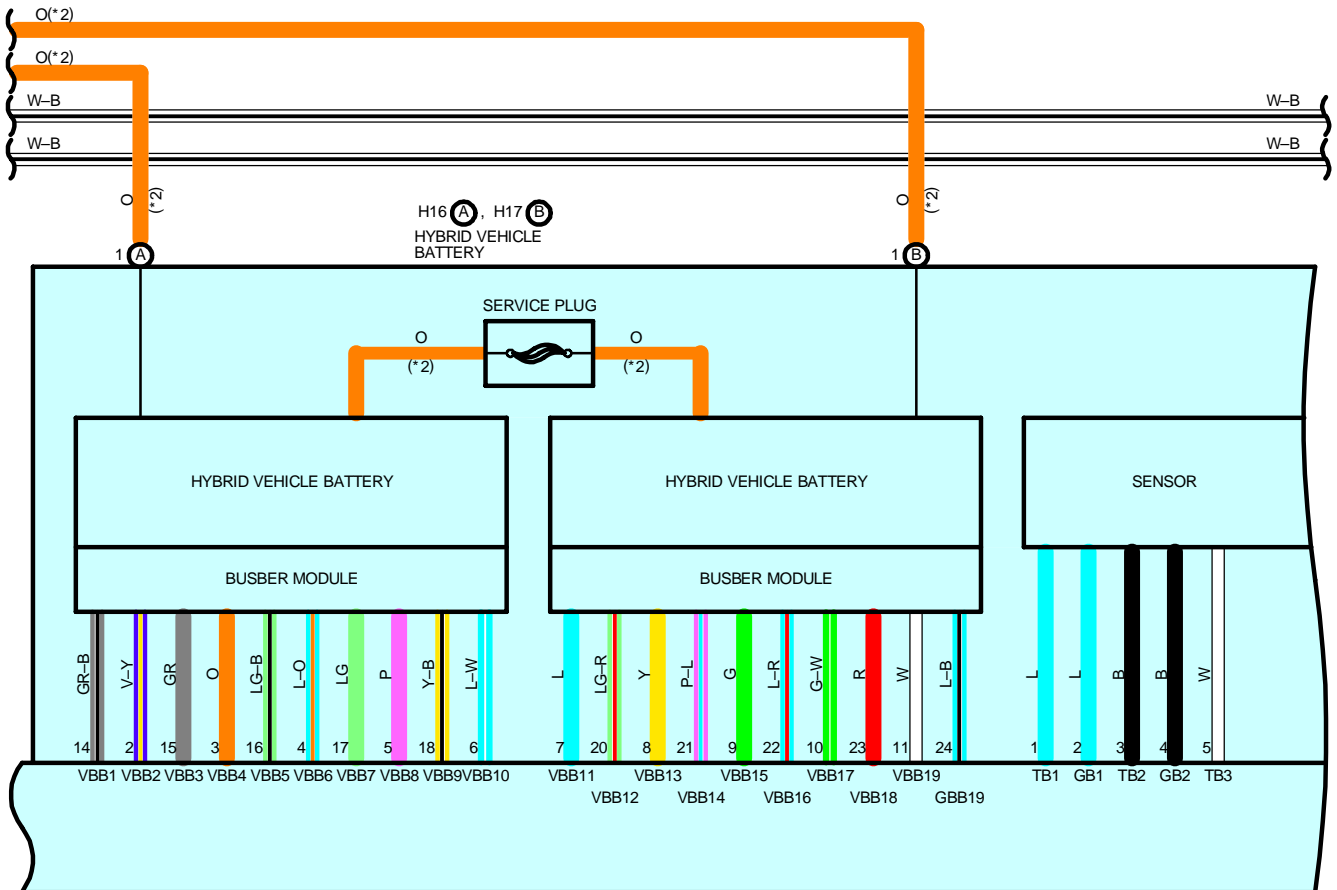 O(*2)
O(*2)
W–B W–B
W–B W–B
O (*2) O (*2)
H16 A , H17 B
HYBRID VEHICLE
BATTERY
1 A 1 B
SERVICE PLUG
O O
(*2) (*2)
HYBRID VEHICLE BATTERY HYBRID VEHICLE BATTERY SENSOR
BUSBER MODULE BUSBER MODULE
GR–B V–Y GR O LG–B L–O LG P Y–B L–W L LG–R Y P–L G L–R G–W R W L–B L L B B W
14 2 15 3 16 4 17 5 18 6 7 20 8 21 9 22 10 23 11 24 1 2 3 4 5
VBB1 VBB2 VBB3 VBB4 VBB5 VBB6 VBB7 VBB8 VBB9 VBB10 VBB11 VBB13 VBB15 VBB17 VBB19 TB1 GB1 TB2 GB2 TB3
VBB12 VBB14 VBB16 VBB18 GBB19